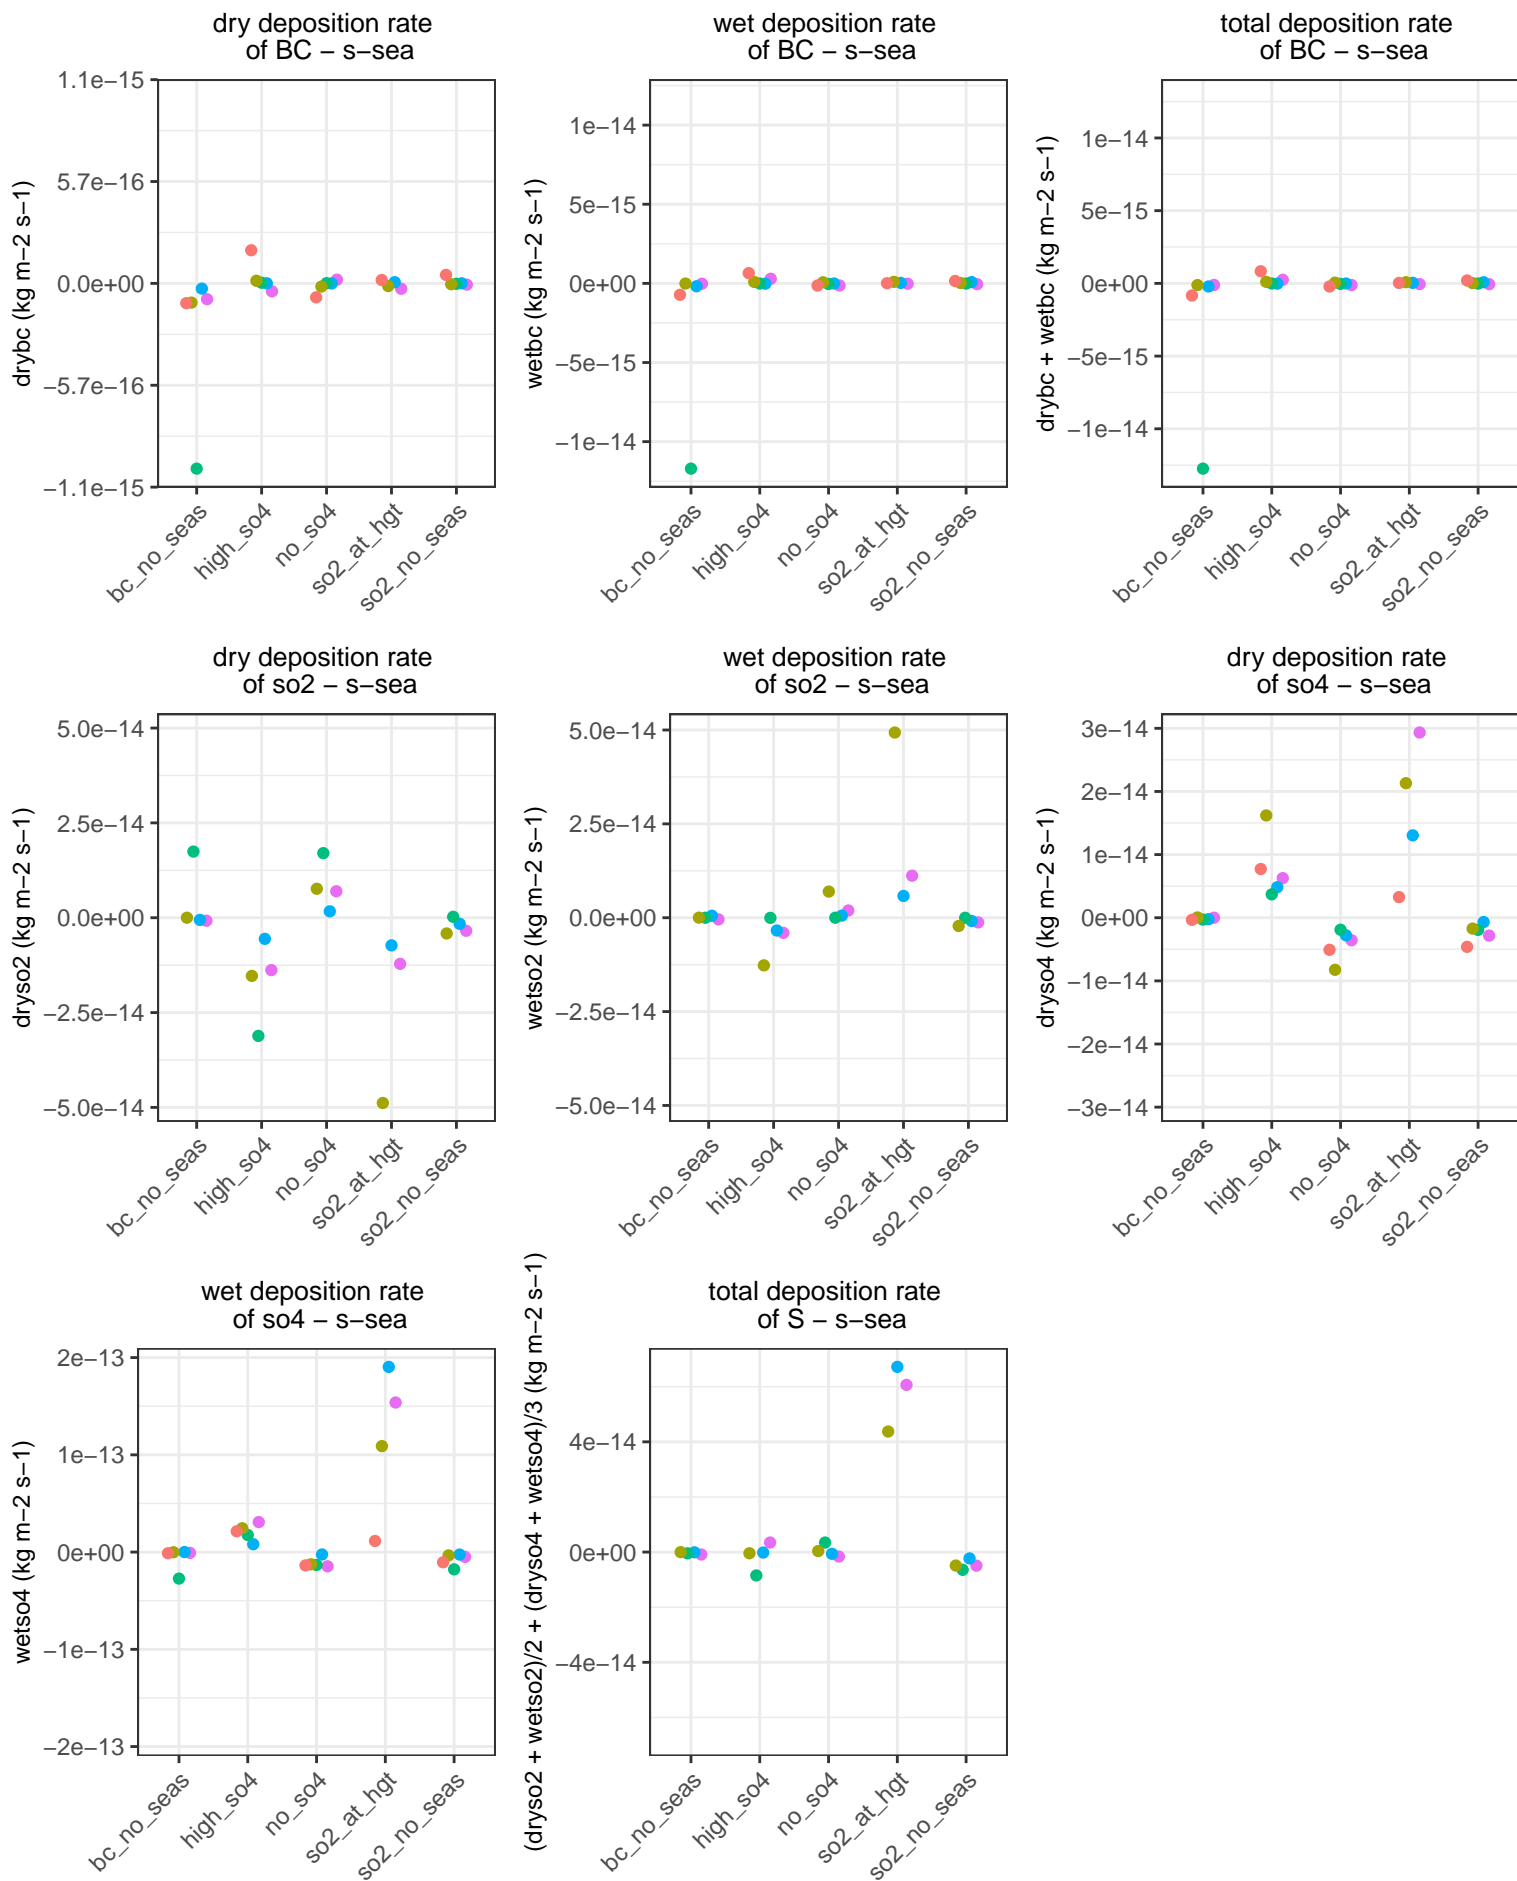 dry deposition rate
of BC − s−sea
drybc (kg m−2 s−1)
1.1e−15
5.7e−16
0.0e+00
−5.7e−16
−1.1e−15
bc_no_seas
high_so4
no_so4
so2_at_hgt
so2_no_seas
wet deposition rate
of BC − s−sea
wetbc (kg m−2 s−1)
1e−14
5e−15
0e+00
−5e−15
−1e−14
bc_no_seas
high_so4
no_so4
so2_at_hgt
so2_no_seas
total deposition rate
of BC − s−sea
drybc + wetbc (kg m−2 s−1)
1e−14
5e−15
0e+00
−5e−15
−1e−14
bc_no_seas
high_so4
no_so4
so2_at_hgt
so2_no_seas
dry deposition rate
of so2 − s−sea
dryso2 (kg m−2 s−1)
5.0e−14
2.5e−14
0.0e+00
−2.5e−14
−5.0e−14
bc_no_seas
high_so4
no_so4
so2_at_hgt
so2_no_seas
wet deposition rate
of so2 − s−sea
wetso2 (kg m−2 s−1)
5.0e−14
2.5e−14
0.0e+00
−2.5e−14
−5.0e−14
bc_no_seas
high_so4
no_so4
so2_at_hgt
so2_no_seas
dry deposition rate
of so4 − s−sea
dryso4 (kg m−2 s−1)
3e−14
2e−14
1e−14
0e+00
−1e−14
−2e−14
−3e−14
bc_no_seas
high_so4
no_so4
so2_at_hgt
so2_no_seas
wet deposition rate
of so4 − s−sea
wetso4 (kg m−2 s−1)
2e−13
1e−13
0e+00
−1e−13
−2e−13
bc_no_seas
high_so4
no_so4
so2_at_hgt
so2_no_seas
total deposition rate
of S − s−sea
(dryso2 + wetso2)/2 + (dryso4 + wetso4)/3 (kg m−2 s−1)
4e−14
0e+00
−4e−14
bc_no_seas
high_so4
no_so4
so2_at_hgt
so2_no_seas